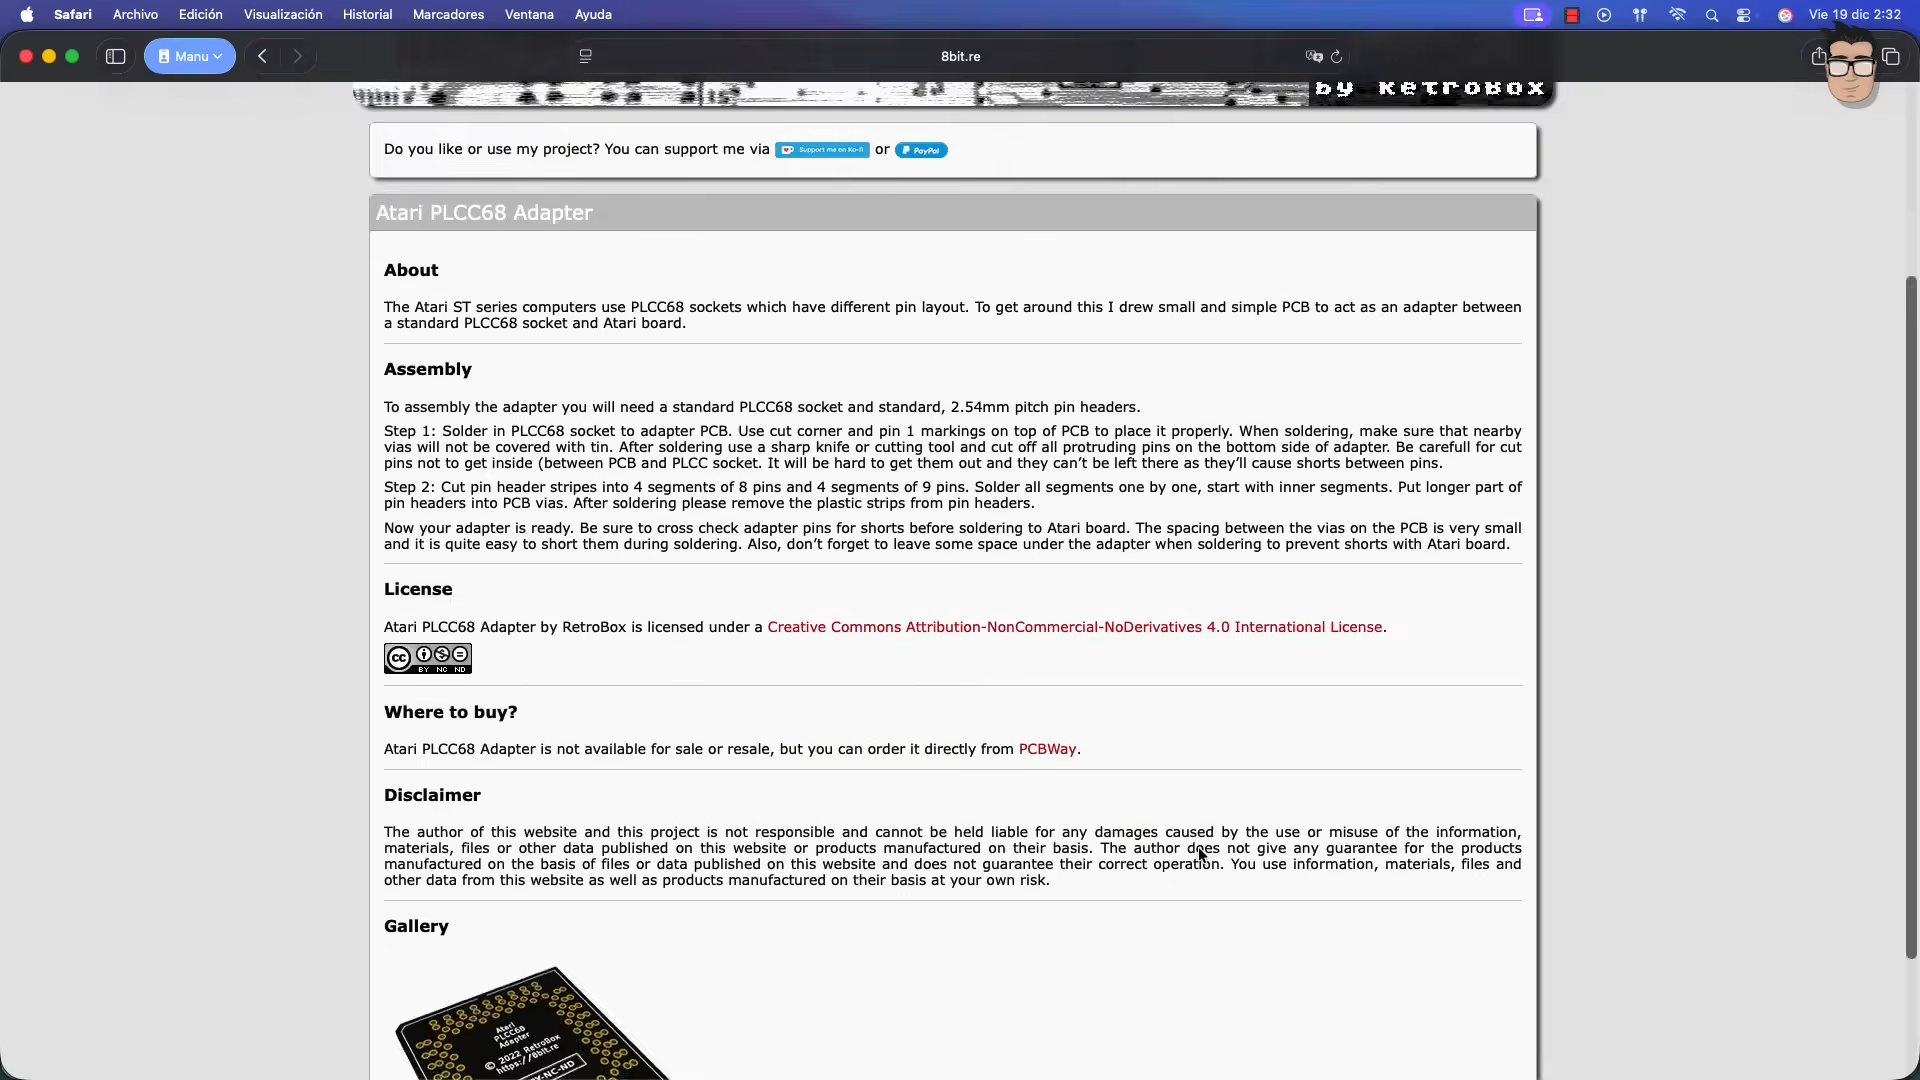 Safari Archivo Edición Visualización Historial Marcadores Ventana Ayuda Vie 19 dic 2:32
Manu 8bit.re
by RetroBox
Do you like or use my project? You can support me via Support me on Ko-fi or PayPal
Atari PLCC68 Adapter
About
The Atari ST series computers use PLCC68 sockets which have different pin layout. To get around this I drew small and simple PCB to act as an adapter between
a standard PLCC68 socket and Atari board.
Assembly
To assembly the adapter you will need a standard PLCC68 socket and standard, 2.54mm pitch pin headers.
Step 1: Solder in PLCC68 socket to adapter PCB. Use cut corner and pin 1 markings on top of PCB to place it properly. When soldering, make sure that nearby
vias will not be covered with tin. After soldering use a sharp knife or cutting tool and cut off all protruding pins on the bottom side of adapter. Be carefull for cut
pins not to get inside (between PCB and PLCC socket. It will be hard to get them out and they can’t be left there as they’ll cause shorts between pins.
Step 2: Cut pin header stripes into 4 segments of 8 pins and 4 segments of 9 pins. Solder all segments one by one, start with inner segments. Put longer part of
pin headers into PCB vias. After soldering please remove the plastic strips from pin headers.
Now your adapter is ready. Be sure to cross check adapter pins for shorts before soldering to Atari board. The spacing between the vias on the PCB is very small
and it is quite easy to short them during soldering. Also, don’t forget to leave some space under the adapter when soldering to prevent shorts with Atari board.
License
Atari PLCC68 Adapter by RetroBox is licensed under a Creative Commons Attribution-NonCommercial-NoDerivatives 4.0 International License.
cc BY NC ND
Where to buy?
Atari PLCC68 Adapter is not available for sale or resale, but you can order it directly from PCBWay.
Disclaimer
The author of this website and this project is not responsible and cannot be held liable for any damages caused by the use or misuse of the information,
materials, files or other data published on this website or products manufactured on their basis. The author does not give any guarantee for the products
manufactured on the basis of files or data published on this website and does not guarantee their correct operation. You use information, materials, files and
other data from this website as well as products manufactured on their basis at your own risk.
Gallery
Atari
PLCC68
Adapter
© 2022 RetroBox
https://8bit.re
Y-NC-ND